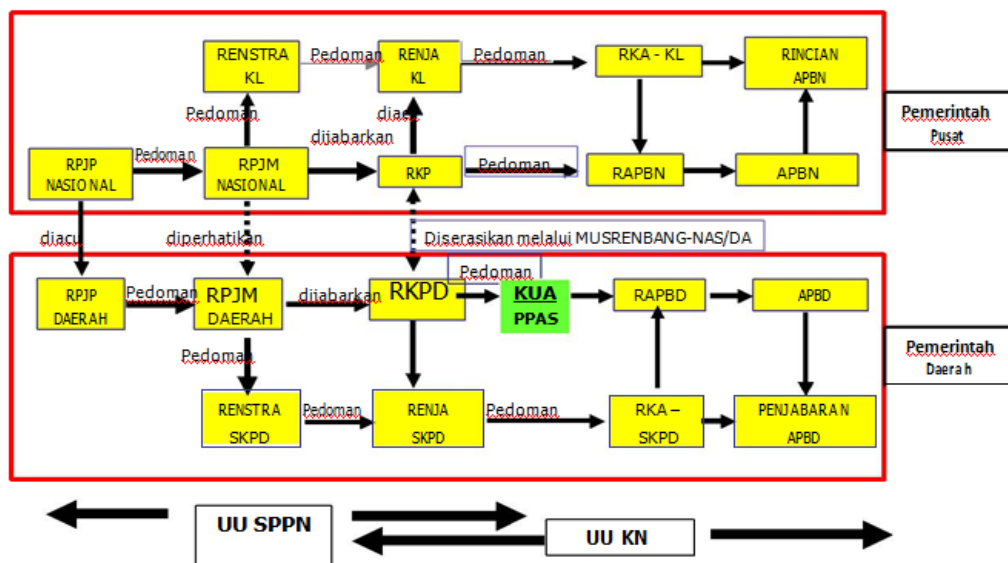 RENSTRA
KL
Pedoman
RENJA
KL
Pedoman
RKA - KL
RINCIAN
APBN
Pedoman
diacu
dijabarkan
Pemerintah
Pusat
RPJP
NASIONAL
Pedoman
RPJM
NASIONAL
RKP
Pedoman
RAPBN
APBN
diacu
diperhatikan
Diserasikan melalui MUSRENBANG-NAS/DA
Pedoman
RPJP
DAERAH
Pedoman
RPJM
DAERAH
dijabarkan
RKPD
KUA
PPAS
RAPBD
APBD
Pedoman
Pemerintah
Daerah
RENSTRA
SKPD
Pedoman
RENJA
SKPD
Pedoman
RKA –
SKPD
PENJABARAN
APBD
UU SPPN
UU KN